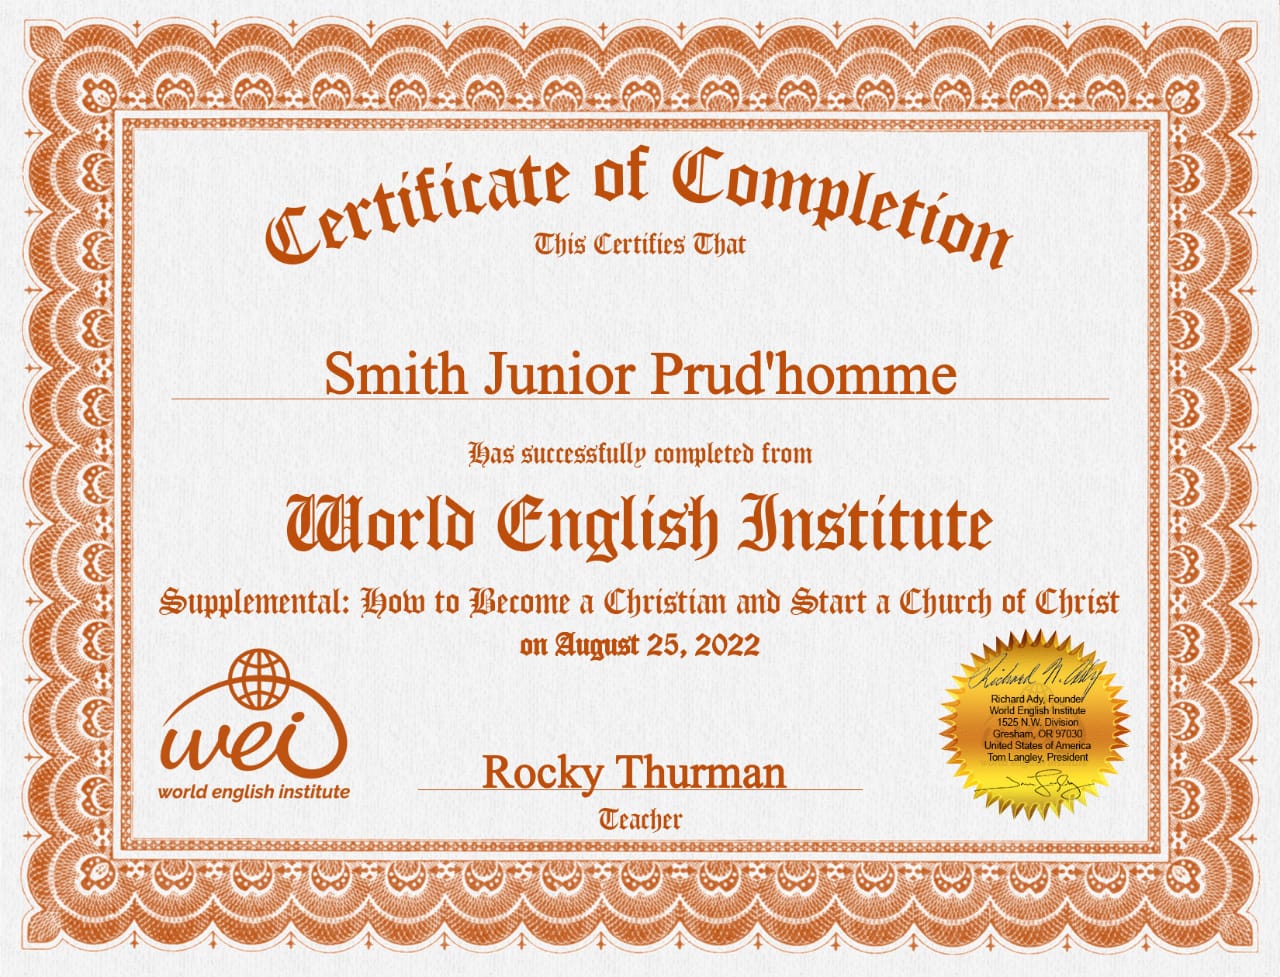 Certificate of Completion
This Certifies That
Smith Junior Prud'homme
Has successfully completed from
World English Institute
Supplemental: How to Become a Christian and Start a Church of Christ
on August 25, 2022
wei
world english institute
Rocky Thurman
Teacher
Richard N. Ady
Richard Ady, Founder
World English Institute
1525 N.W. Division
Gresham, OR 97030
United States of America
Tom Langley, President